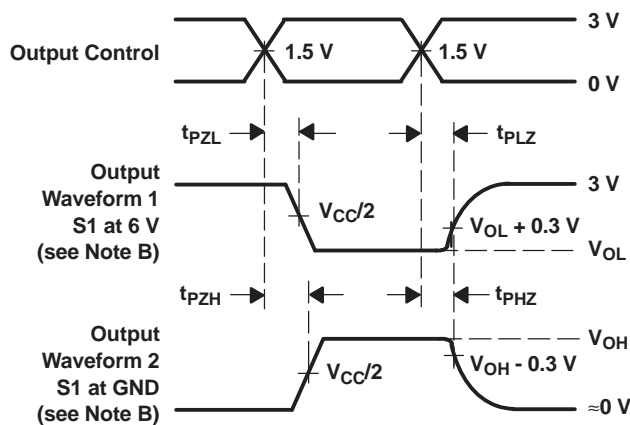 3 V
Output Control
1.5 V
1.5 V
0 V
tPZL
tPLZ
Output
Waveform 1
S1 at 6 V
(see Note B)
3 V
VCC/2
VOL + 0.3 V
VOL
tPZH
tPHZ
Output
Waveform 2
S1 at GND
(see Note B)
VOH
VCC/2
VOH - 0.3 V
≈0 V